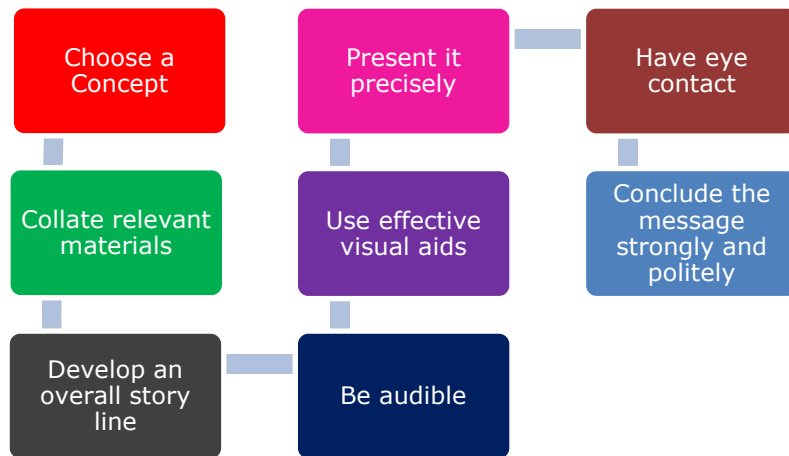 Choose a
Concept
Collate relevant
materials
Develop an
overall story
line
Be audible
Use effective
visual aids
Present it
precisely
Have eye
contact
Conclude the
message
strongly and
politely